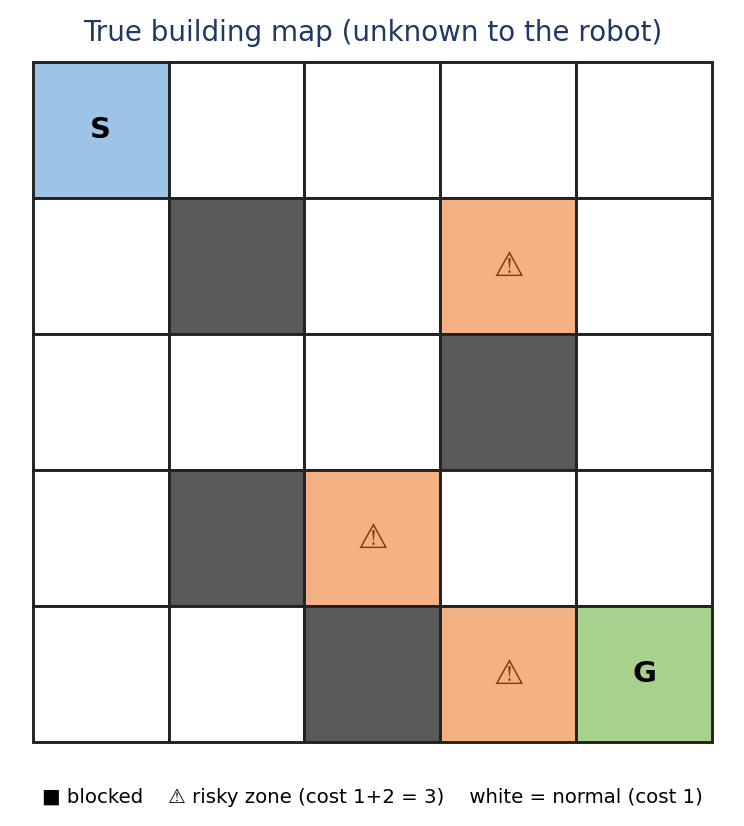 True building map (unknown to the robot)
S
⚠
⚠
⚠ G
■ blocked ⚠ risky zone (cost 1+2 = 3) white = normal (cost 1)